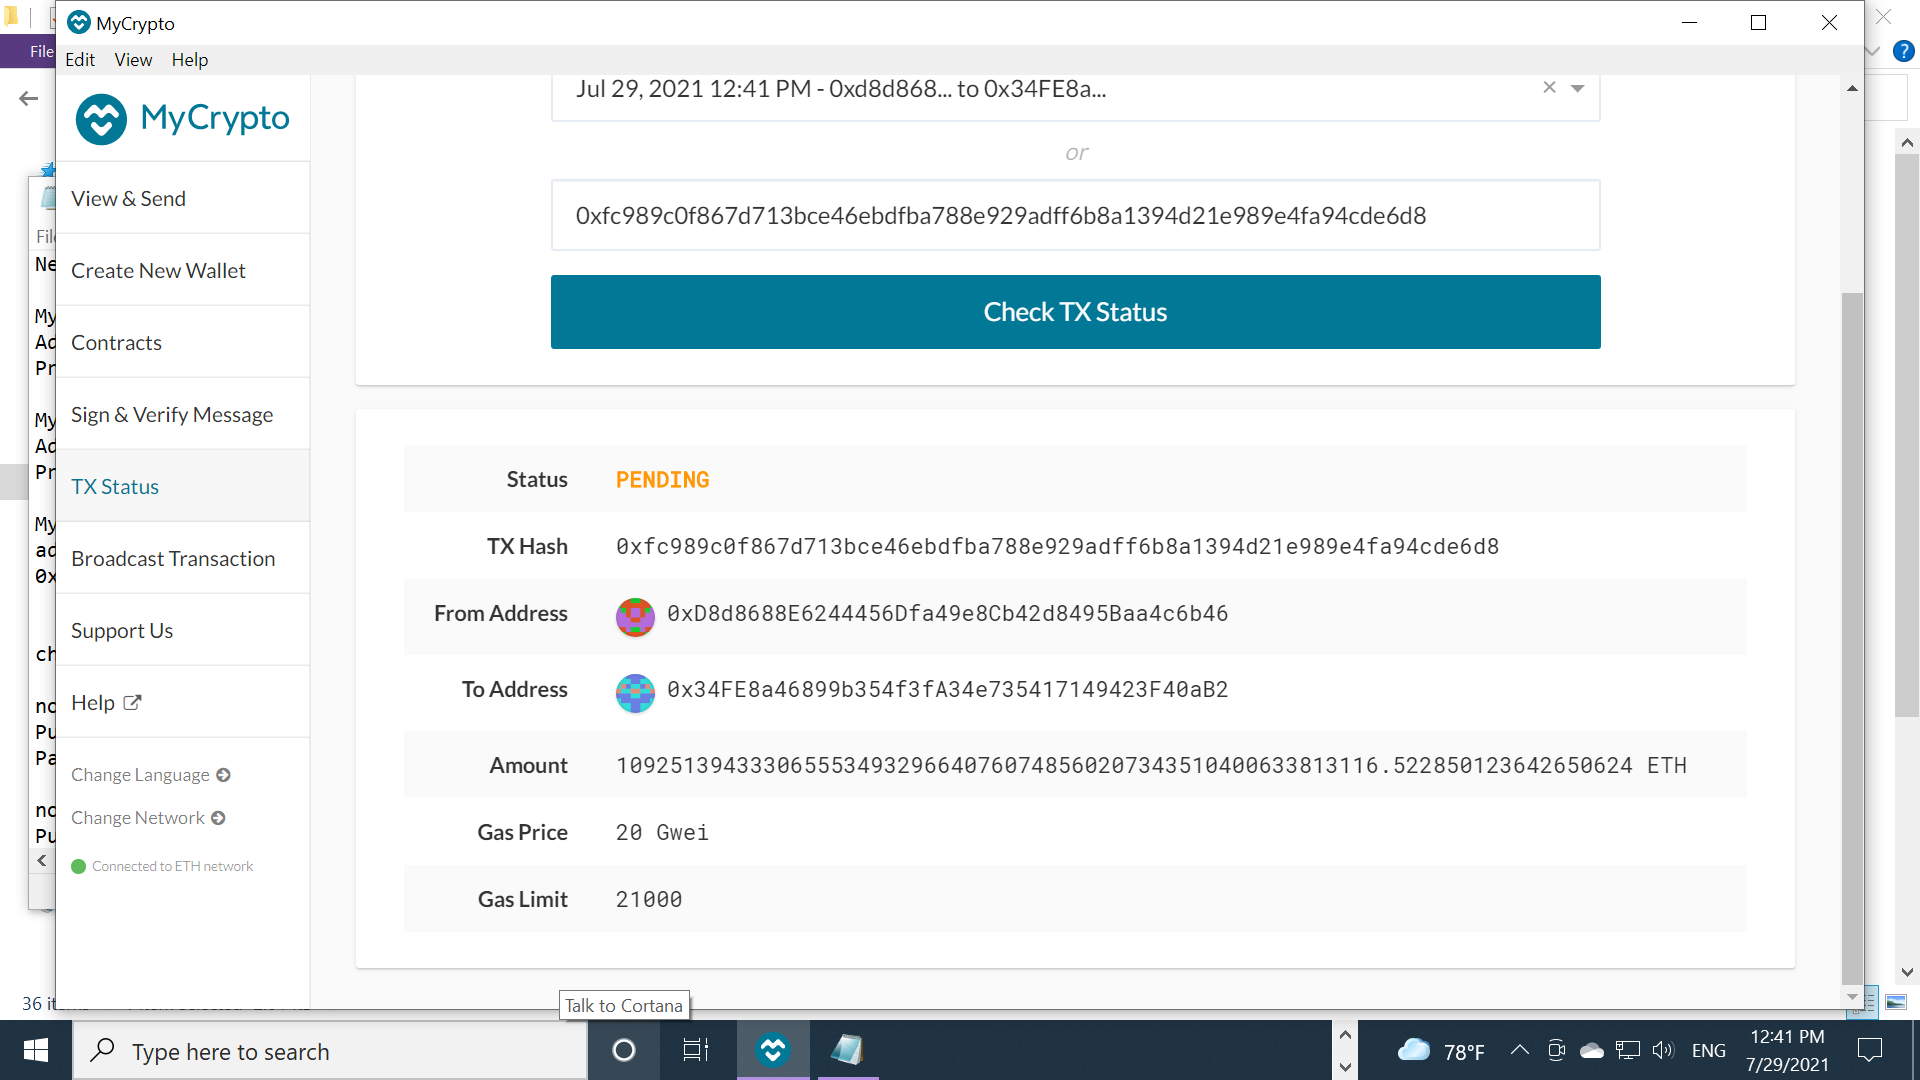 MyCrypto
File
Edit View Help
MyCrypto
Jul 29, 2021 12:41 PM - 0xd8d868... to 0x34FE8a...
or
View & Send
0xfc989c0f867d713bce46ebdfba788e929adff6b8a1394d21e989e4fa94cde6d8
Create New Wallet
Check TX Status
Contracts
Sign & Verify Message
TX Status
Broadcast Transaction
Support Us
Help
Change Language
Change Network
Connected to ETH network
Status PENDING
TX Hash 0xfc989c0f867d713bce46ebdfba788e929adff6b8a1394d21e989e4fa94cde6d8
From Address 0xD8d8688E6244456Dfa49e8Cb42d8495Baa4c6b46
To Address 0x34FE8a46899b354f3fA34e735417149423F40aB2
Amount 109251394333065553493296640760748560207343510400633813116.522850123642650624 ETH
Gas Price 20 Gwei
Gas Limit 21000
Fil
Ne
My
Ad
Pr
My
Ad
Pr
My
ad
0x
ch
no
Pu
Pa
no
Pu
36 it
Talk to Cortana
Type here to search
78°F
ENG
12:41 PM
7/29/2021